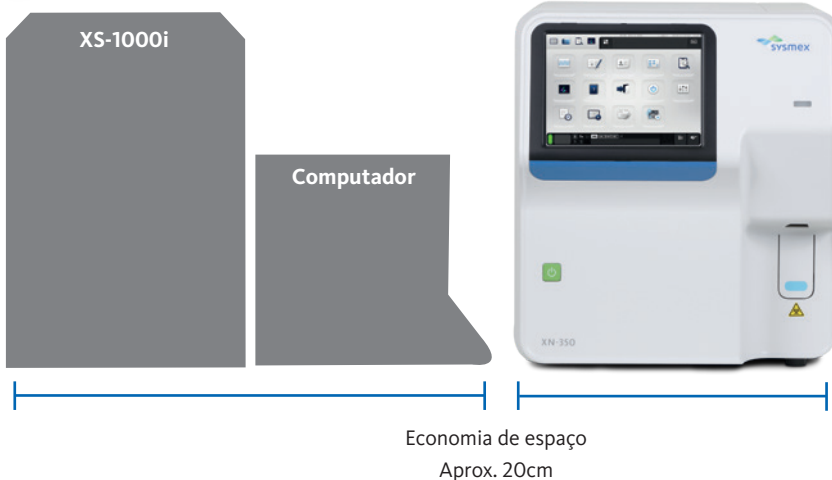 XS-1000i
sysmex
Computador
XN-350
Economia de espaço
Aprox. 20cm